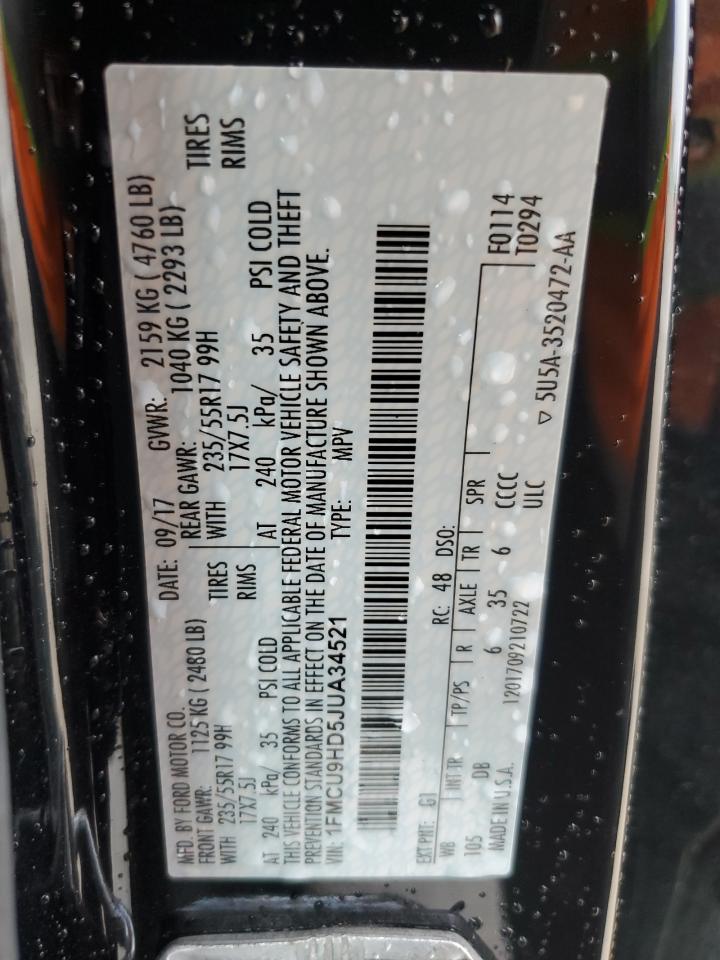 MFD. BY FORD MOTOR CO.
DATE: 09/17 GVWR: 2159 KG ( 4760 LB)
FRONT GAWR: 1125 KG ( 2480 LB) REAR GAWR: 1040 KG ( 2293 LB)
WITH 235/55R17 99H TIRES WITH 235/55R17 99H TIRES
17X7.5J RIMS 17X7.5J RIMS
AT 240 kPa/ 35 PSI COLD AT 240 kPa/ 35 PSI COLD
THIS VEHICLE CONFORMS TO ALL APPLICABLE FEDERAL MOTOR VEHICLE SAFETY AND THEFT
PREVENTION STANDARDS IN EFFECT ON THE DATE OF MANUFACTURE SHOWN ABOVE.
VIN: 1FMCU9HD5JUA34521 TYPE: MPV
EXT PNT: G1 RC: 48 DSO:
WB INT TR TP/PS R AXLE TR SPR F0114
105 DB 6 35 6 CCCC T0294
MADE IN U.S.A. 1201709210722 ULC
▽ 5U5A-3520472-AA